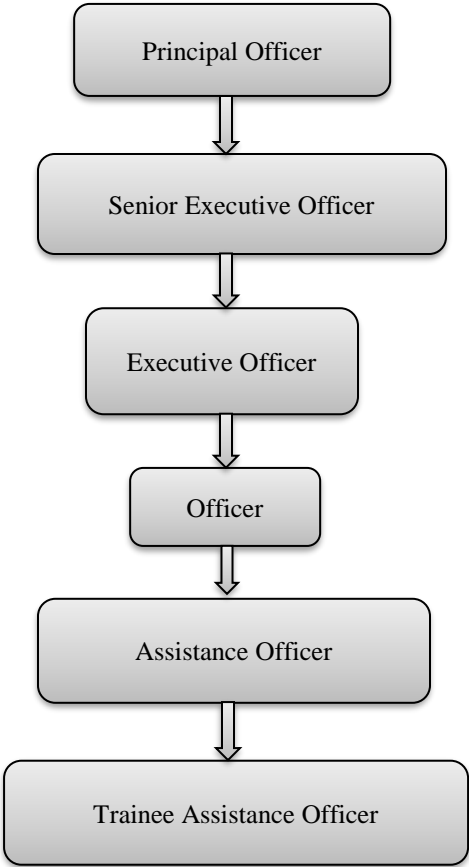 Principal Officer
Senior Executive Officer
Executive Officer
Officer
Assistance Officer
Trainee Assistance Officer